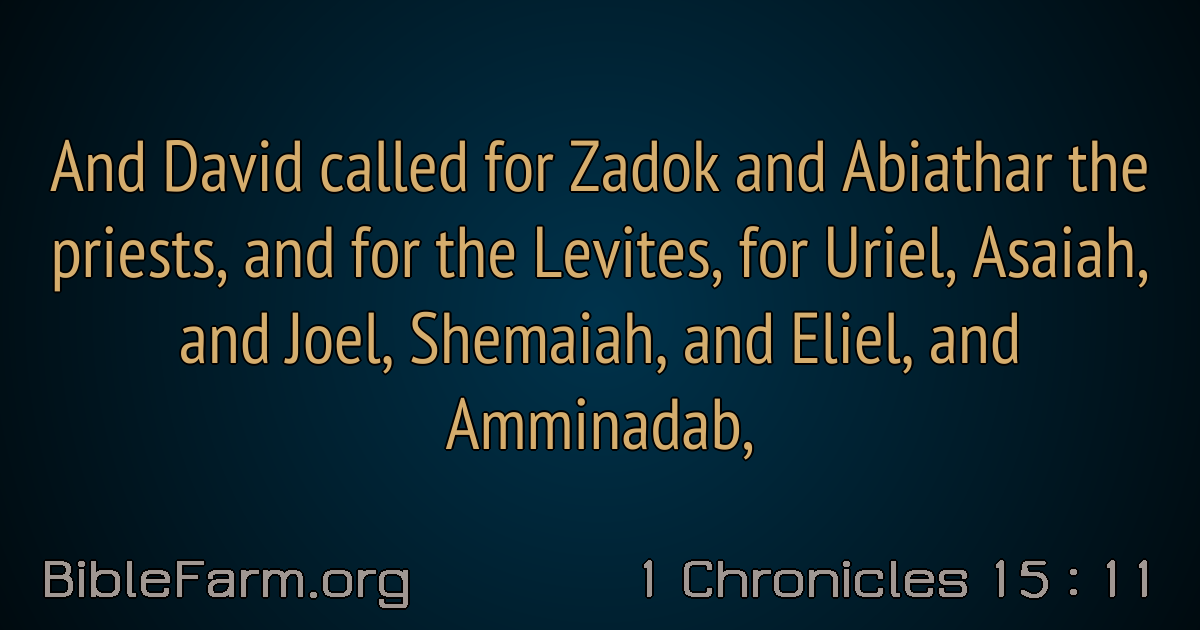 And David called for Zadok and Abiathar the
priests, and for the Levites, for Uriel, Asaiah,
and Joel, Shemaiah, and Eliel, and
Amminadab,
BibleFarm.org
1 Chronicles 15 : 11